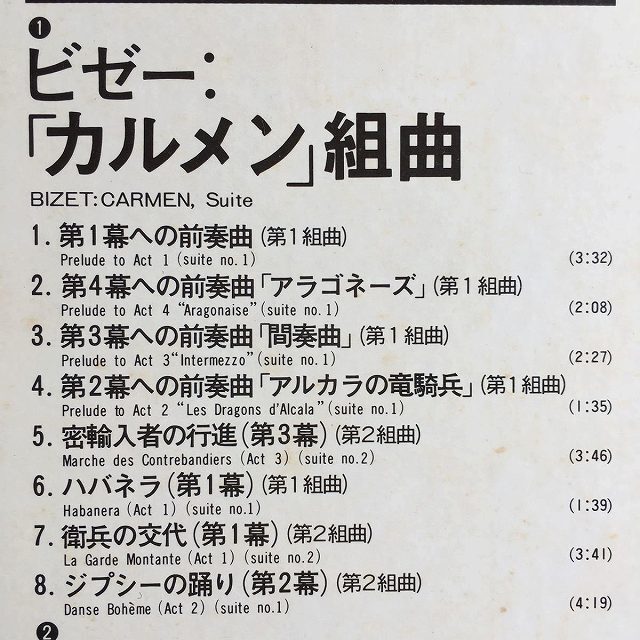 ❶
ビゼー:
「カルメン」組曲
BIZET:CARMEN, Suite
1. 第1幕への前奏曲 (第1組曲)
Prelude to Act 1 (suite no.1) (3:32)
2. 第4幕への前奏曲「アラゴネーズ」(第1組曲)
Prelude to Act 4 “Aragonaise” (suite no.1) (2:08)
3. 第3幕への前奏曲「間奏曲」(第1組曲)
Prelude to Act 3“Intermezzo” (suite no.1) (2:27)
4. 第2幕への前奏曲「アルカラの竜騎兵」(第1組曲)
Prelude to Act 2 “Les Dragons d'Alcala” (suite no.1) (1:35)
5. 密輸入者の行進(第3幕) (第2組曲)
Marche des Contrebandiers (Act 3) (suite no.2) (3:46)
6. ハバネラ(第1幕) (第1組曲)
Habanera (Act 1) (suite no.1) (1:39)
7. 衛兵の交代(第1幕) (第2組曲)
La Garde Montante (Act 1) (suite no.2) (3:41)
8. ジプシーの踊り(第2幕) (第2組曲)
Danse Bohème (Act 2) (suite no.1) (4:19)
❷